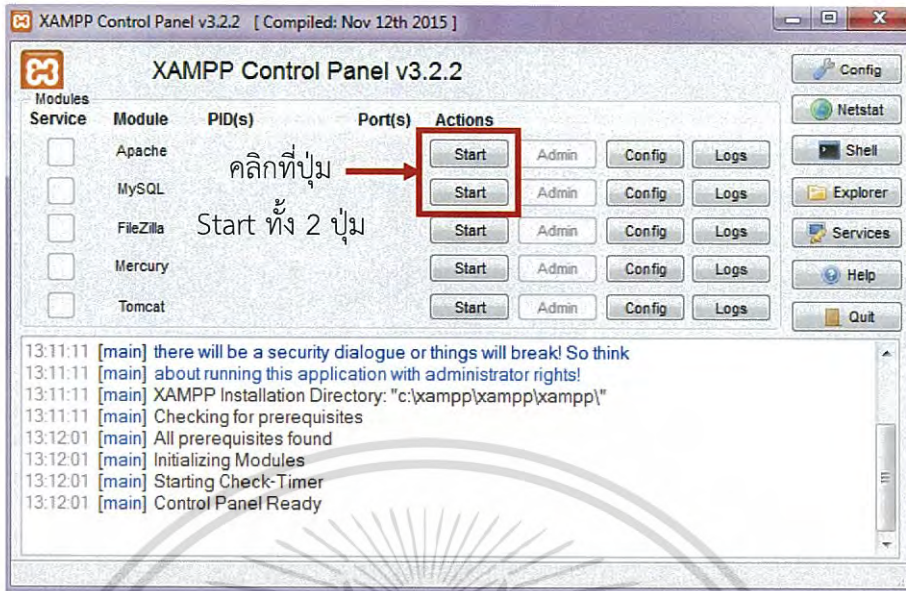 XAMPP Control Panel v3.2.2 [ Compiled: Nov 12th 2015 ]
XAMPP Control Panel v3.2.2
Config
Netstat
Shell
Explorer
Services
Help
Quit
Modules
Service Module PID(s) Port(s) Actions
Apache Start Admin Config Logs
MySQL Start Admin Config Logs
FileZilla Start Admin Config Logs
Mercury Start Admin Config Logs
Tomcat Start Admin Config Logs
คลิกที่ปุ่ม
Start ทั้ง 2 ปุ่ม
13:11:11 [main] there will be a security dialogue or things will break! So think
13:11:11 [main] about running this application with administrator rights!
13:11:11 [main] XAMPP Installation Directory: "c:\xampp\xampp\xampp\"
13:11:11 [main] Checking for prerequisites
13:12:01 [main] All prerequisites found
13:12:01 [main] Initializing Modules
13:12:01 [main] Starting Check-Timer
13:12:01 [main] Control Panel Ready